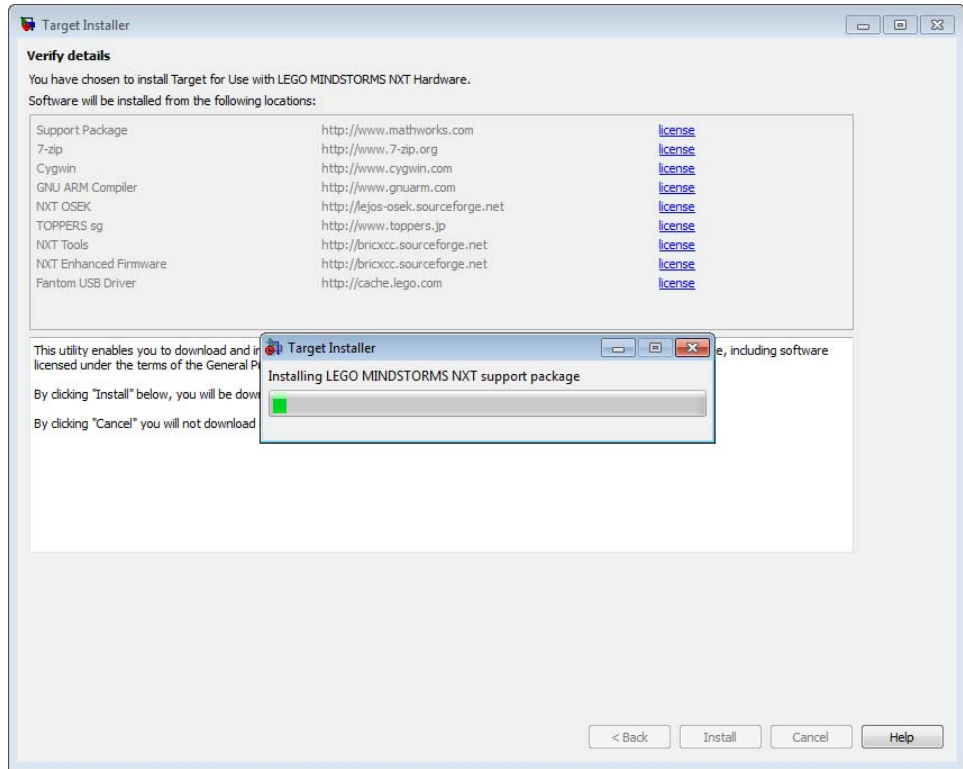 Target Installer
Verify details
You have chosen to install Target for Use with LEGO MINDSTORMS NXT Hardware.
Software will be installed from the following locations:
Support Package http://www.mathworks.com license
7-zip http://www.7-zip.org license
Cygwin http://www.cygwin.com license
GNU ARM Compiler http://www.gnuarm.com license
NXT OSEK http://lejos-osek.sourceforge.net license
TOPPERS sg http://www.toppers.jp license
NXT Tools http://bricxcc.sourceforge.net license
NXT Enhanced Firmware http://bricxcc.sourceforge.net license
Fantom USB Driver http://cache.lego.com license
This utility enables you to download and
e, including software
licensed under the terms of the General
By clicking "Install" below, you will be
By clicking "Cancel" you will not download
Target Installer
Installing LEGO MINDSTORMS NXT support package
< Back Install Cancel Help